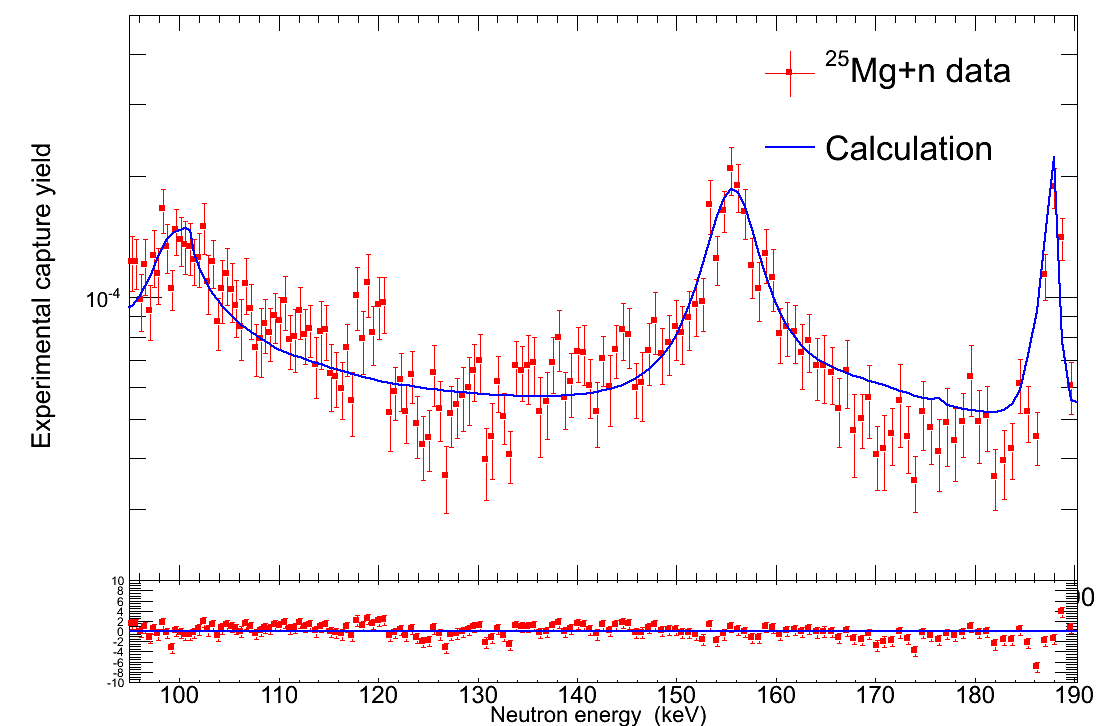 ²⁵Mg+n data
Calculation
Experimental capture yield
10⁻⁴
10
8
6
4
2
0
-2
-4
-6
-8
-10
00
100 110 120 130 140 150 160 170 180 190
Neutron energy (keV)